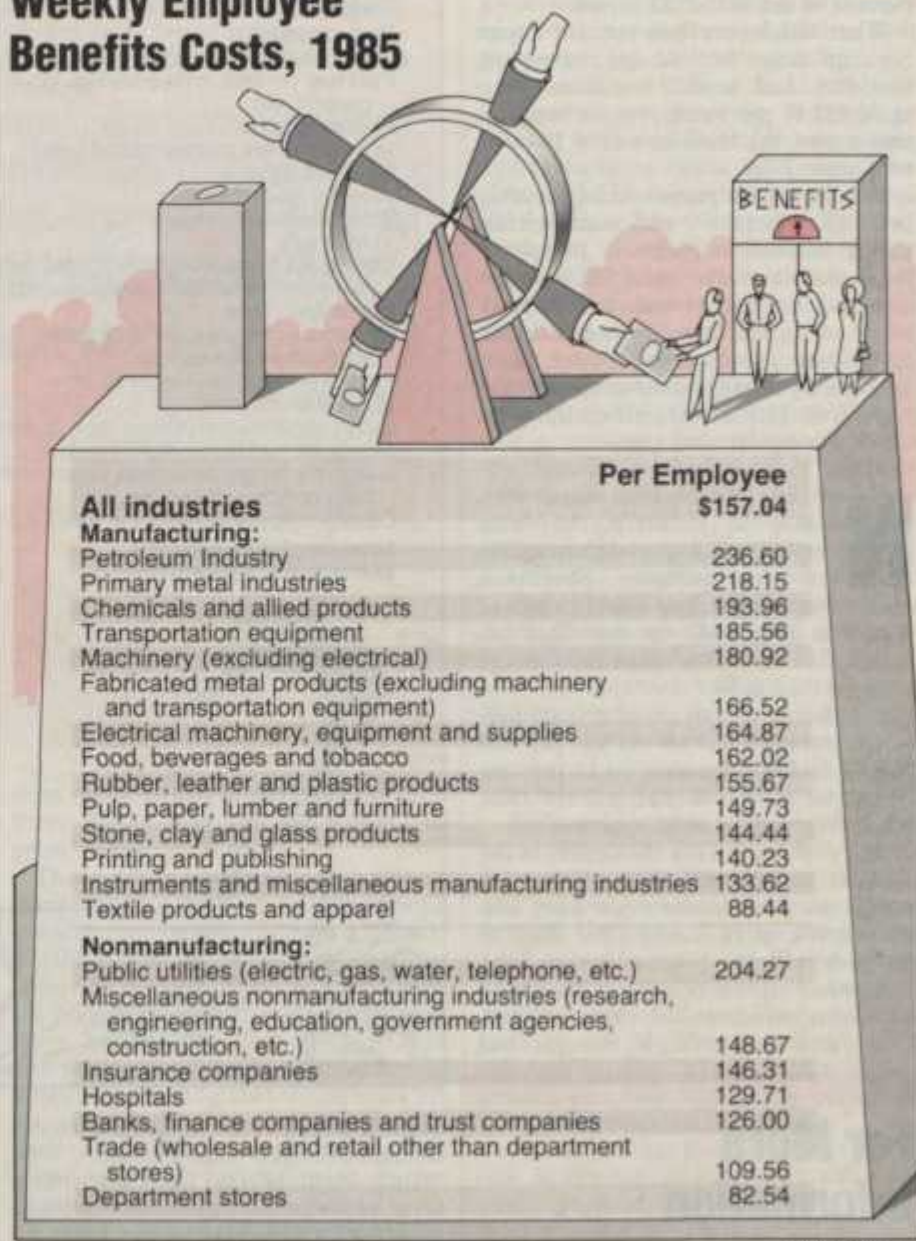 Weekly Employee
Benefits Costs, 1985
BENEFITS
Per Employee
All industries $157.04
Manufacturing:
Petroleum Industry 236.60
Primary metal industries 218.15
Chemicals and allied products 193.96
Transportation equipment 185.56
Machinery (excluding electrical) 180.92
Fabricated metal products (excluding machinery
and transportation equipment) 166.52
Electrical machinery, equipment and supplies 164.87
Food, beverages and tobacco 162.02
Rubber, leather and plastic products 155.67
Pulp, paper, lumber and furniture 149.73
Stone, clay and glass products 144.44
Printing and publishing 140.23
Instruments and miscellaneous manufacturing industries 133.62
Textile products and apparel 88.44
Nonmanufacturing:
Public utilities (electric, gas, water, telephone, etc.) 204.27
Miscellaneous nonmanufacturing industries (research,
engineering, education, government agencies,
construction, etc.) 148.67
Insurance companies 146.31
Hospitals 129.71
Banks, finance companies and trust companies 126.00
Trade (wholesale and retail other than department
stores) 109.56
Department stores 82.54